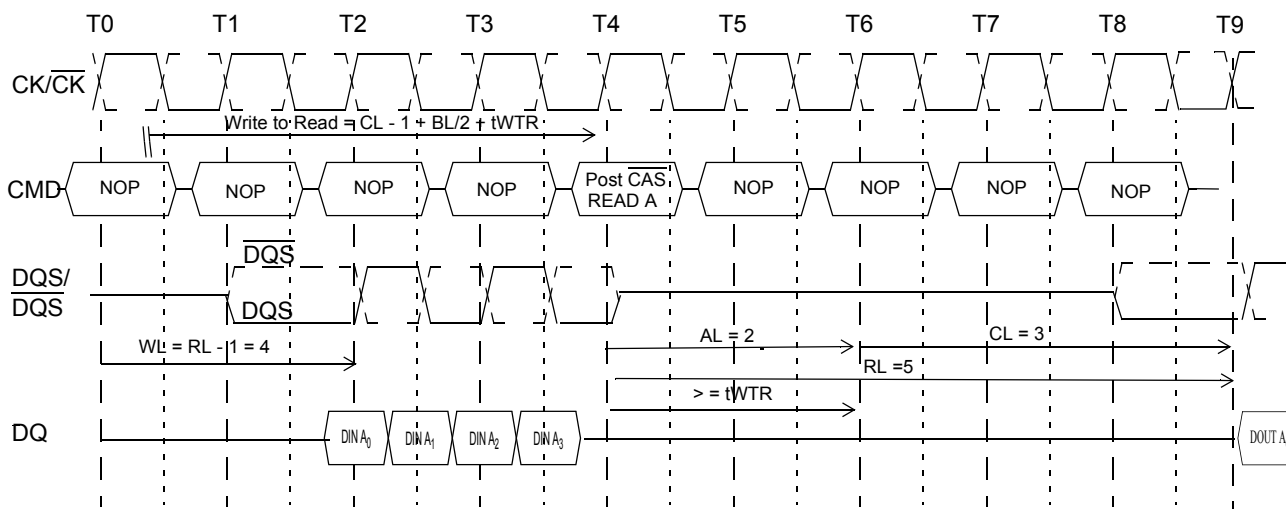 T0 T1 T2 T3 T4 T5 T6 T7 T8 T9
CK/CK
Write to Read = CL - 1 + BL/2 + tWTR
CMD NOP NOP NOP NOP Post CAS READ A NOP NOP NOP NOP
DQS
DQS/
DQS
DQS
WL = RL - 1 = 4
AL = 2
CL = 3
RL =5
> = tWTR
DQ DIN A0 DIN A1 DIN A2 DIN A3 DOUT A